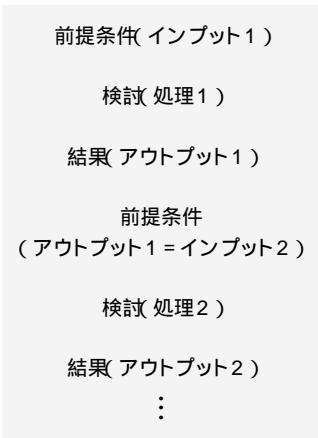 前提条件(インプット1)
検討(処理1)
結果(アウトプット1)
前提条件
(アウトプット1=インプット2)
検討(処理2)
結果(アウトプット2)
⋮